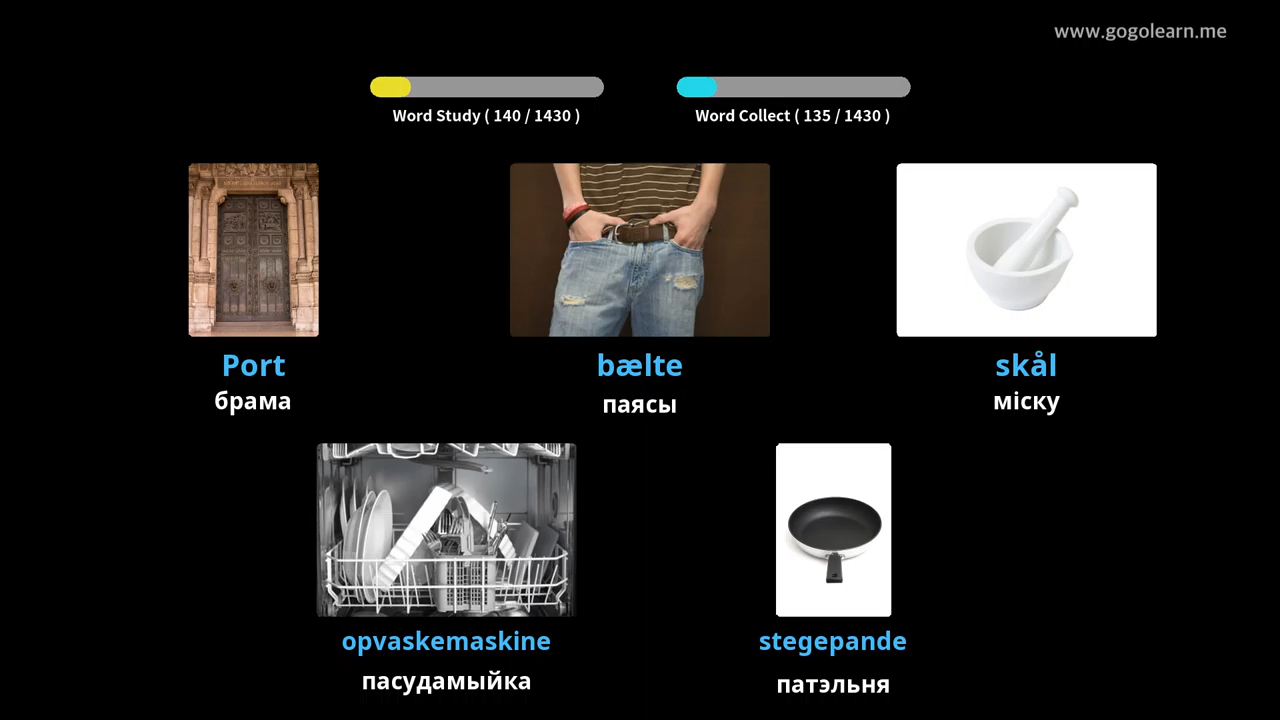 www.gogolearn.me
Word Study ( 140 / 1430 )
Word Collect ( 135 / 1430 )
Port
брама
bælte
паясы
skål
міску
opvaskemaskine
пасудамыйка
stegepande
патэльня